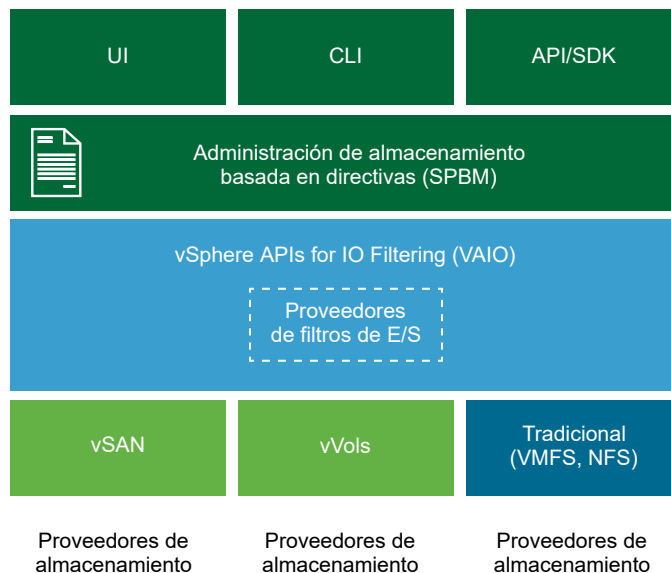 UI
CLI
API/SDK
Administración de almacenamiento
basada en directivas (SPBM)
vSphere APIs for IO Filtering (VAIO)
Proveedores
de filtros de E/S
vSAN
vVols
Tradicional
(VMFS, NFS)
Proveedores de
almacenamiento
Proveedores de
almacenamiento
Proveedores de
almacenamiento